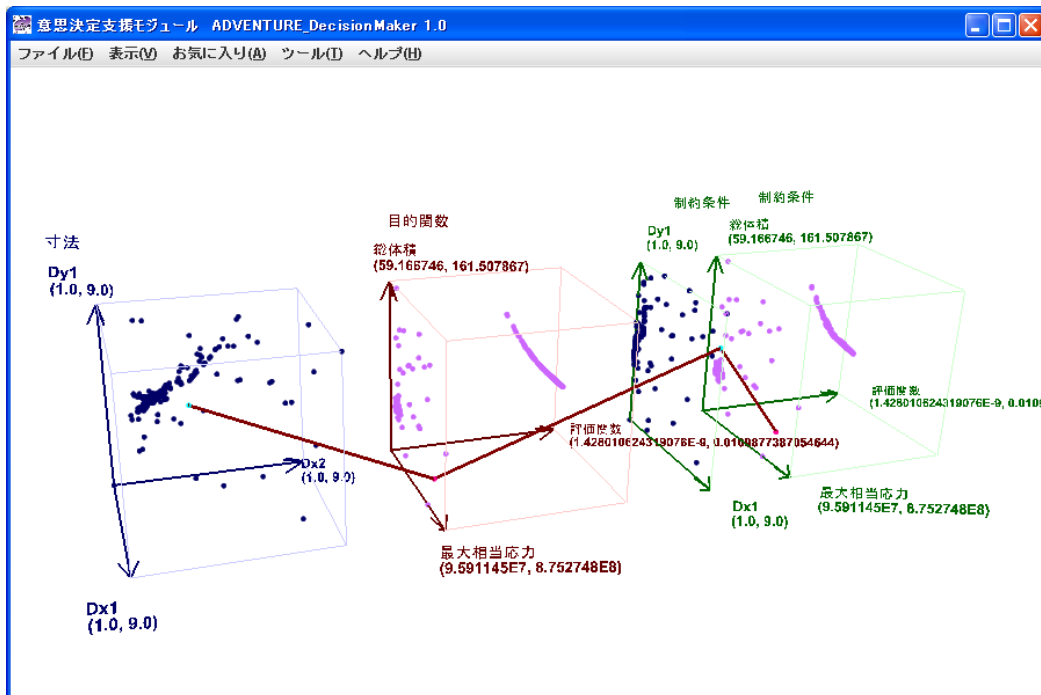 意思決定支援モジュール ADVENTURE_DecisionMaker 1.0
ファイル(F) 表示(V) お気に入り(A) ツール(T) ヘルプ(H)
寸法
Dy1
(1.0, 9.0)
Dx2
(1.0, 9.0)
Dx1
(1.0, 9.0)
目的関数
総体積
(59.166746, 161.507867)
評価関数
(1.428010624319076E-9, 0.0109877387054644)
最大相当応力
(9.591145E7, 8.752748E8)
制約条件
Dy1
(1.0, 9.0)
Dx1
(1.0, 9.0)
制約条件
総体積
(59.166746, 161.507867)
評価関数
(1.428010624319076E-9, 0.0109
最大相当応力
(9.591145E7, 8.752748E8)